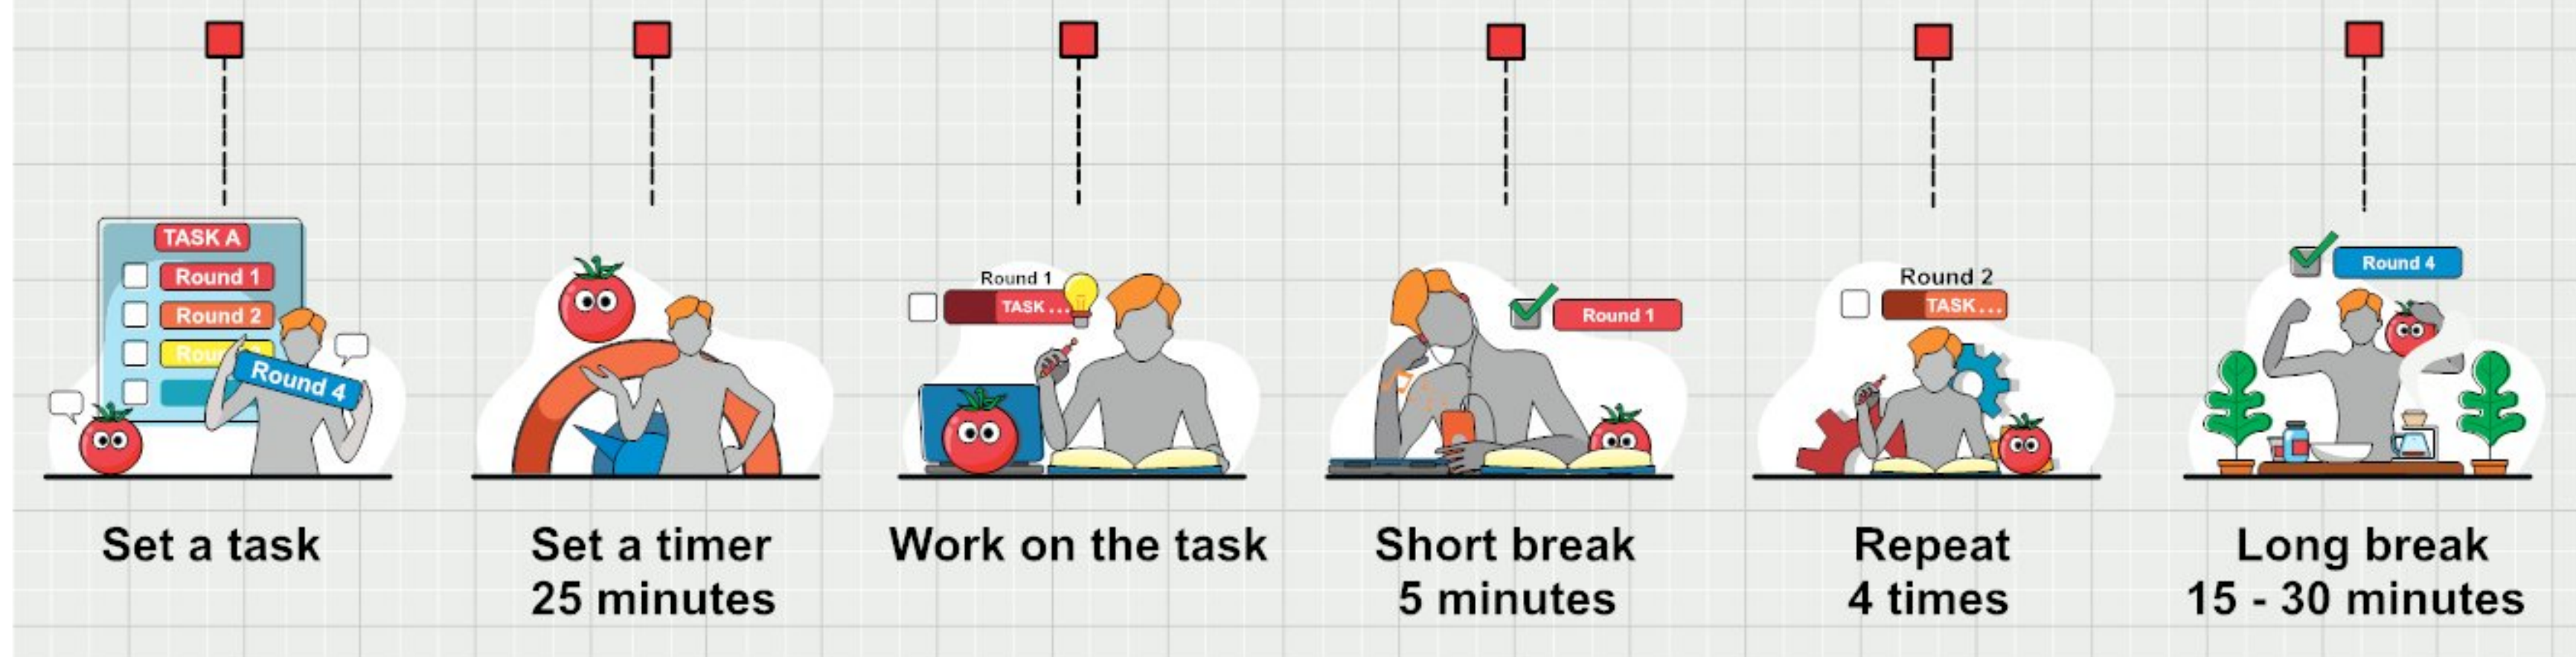 TASK A
Round 1
Round 2
Round 4
Set a task
Set a timer
25 minutes
Round 1
TASK...
Work on the task
Round 1
Short break
5 minutes
Round 2
TASK...
Repeat
4 times
Round 4
Long break
15 - 30 minutes